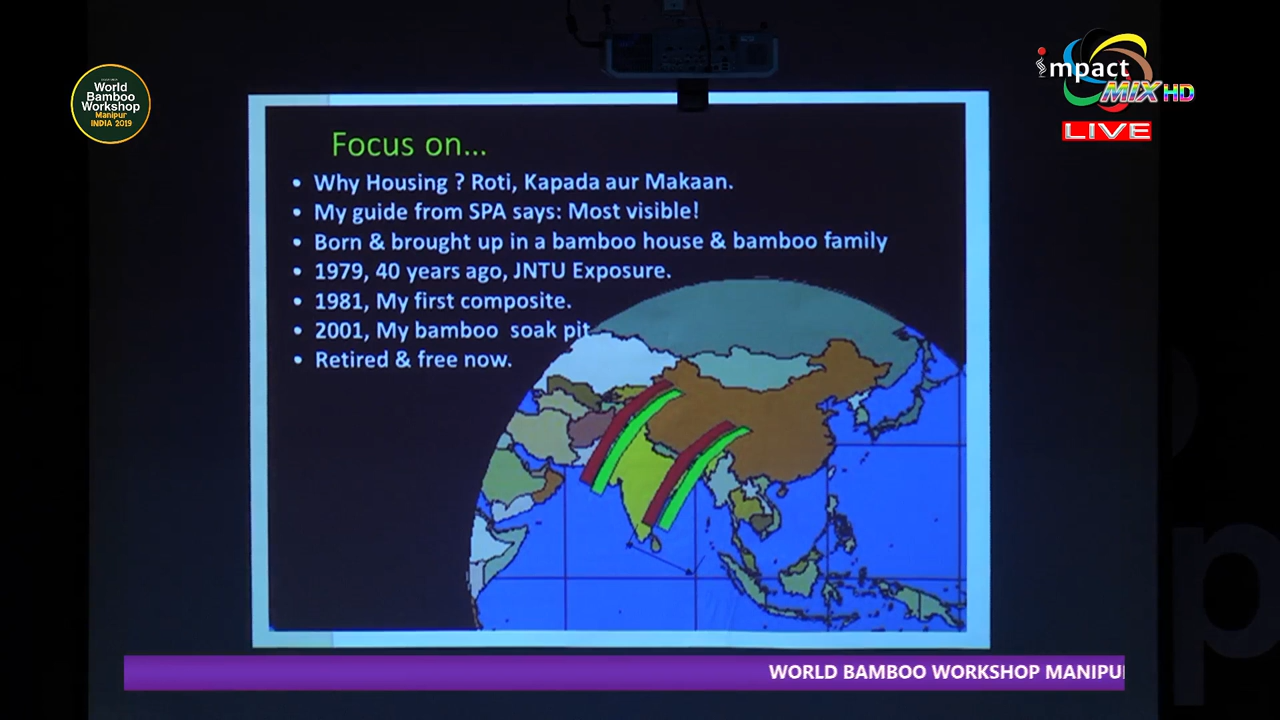 World
Bamboo
Workshop
Manipur
INDIA 2019
impact
MIX HD
LIVE
Focus on...
• Why Housing ? Roti, Kapada aur Makaan.
• My guide from SPA says: Most visible!
• Born & brought up in a bamboo house & bamboo family
• 1979, 40 years ago, JNTU Exposure.
• 1981, My first composite.
• 2001, My bamboo soak pit
• Retired & free now.
WORLD BAMBOO WORKSHOP MANIPU